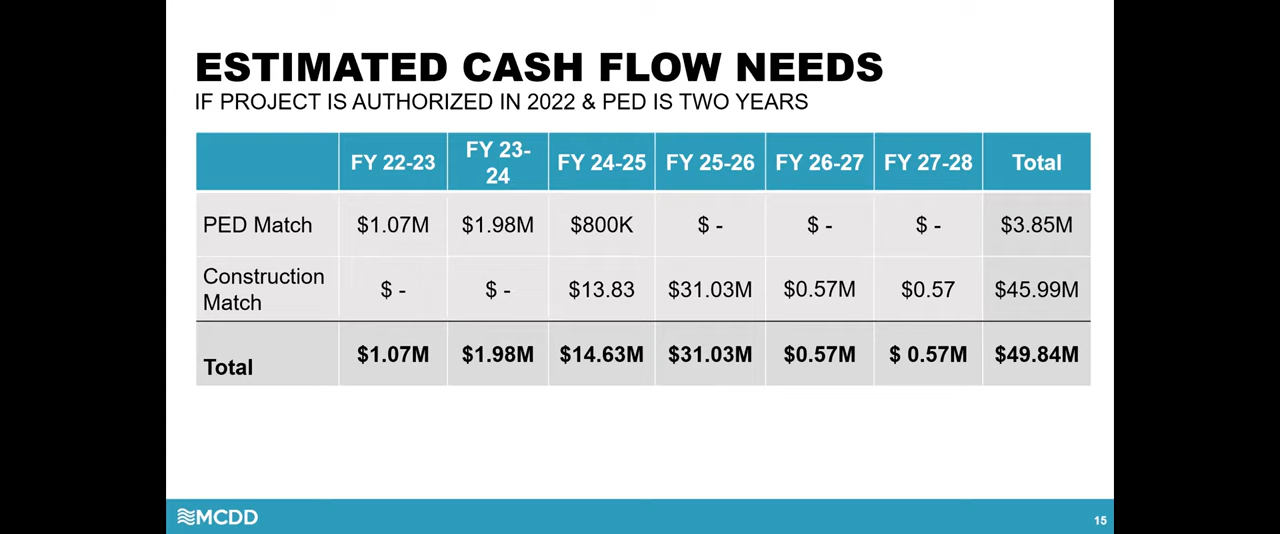 ESTIMATED CASH FLOW NEEDS
IF PROJECT IS AUTHORIZED IN 2022 & PED IS TWO YEARS
FY 22-23 FY 23-24 FY 24-25 FY 25-26 FY 26-27 FY 27-28 Total
PED Match $1.07M $1.98M $800K $ - $ - $ - $3.85M
Construction Match $ - $ - $13.83 $31.03M $0.57M $0.57 $45.99M
Total $1.07M $1.98M $14.63M $31.03M $0.57M $ 0.57M $49.84M
MCDD
15